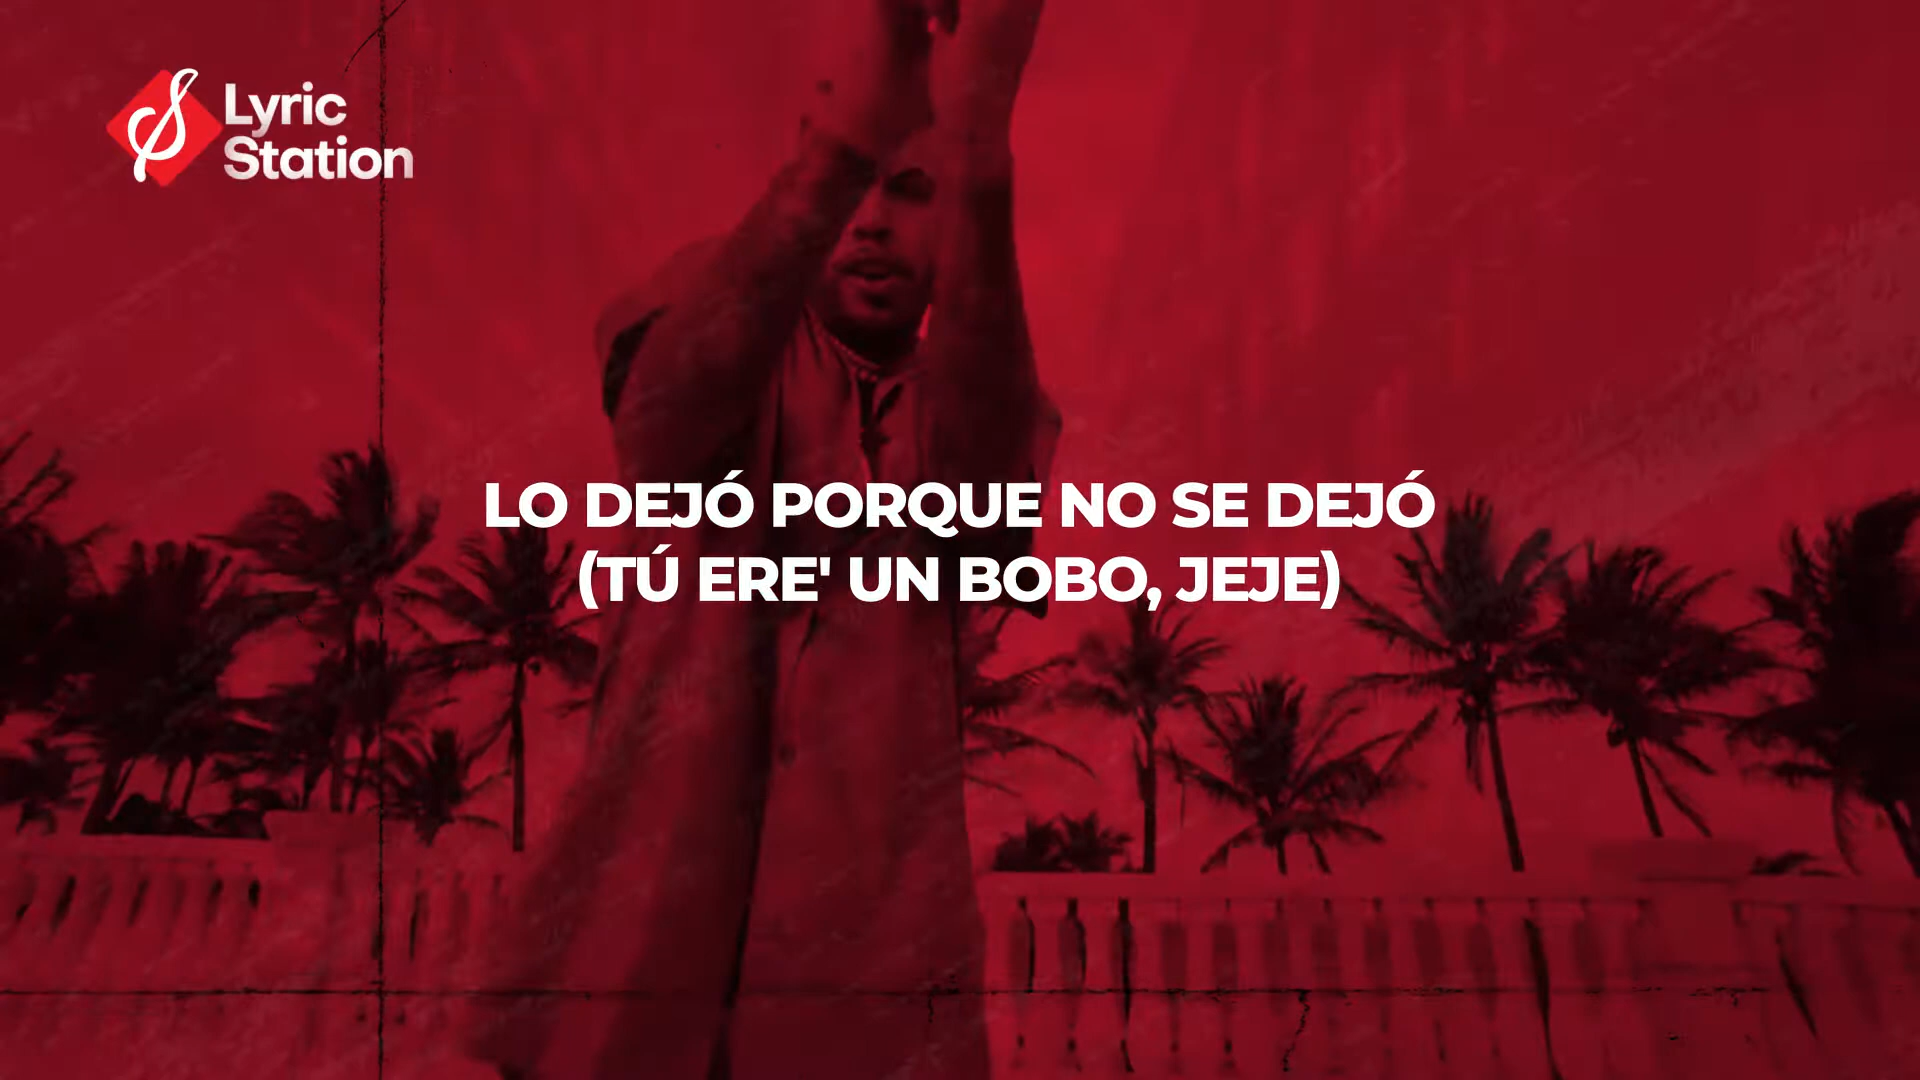 Lyric
Station
LO DEJÓ PORQUE NO SE DEJÓ
(TÚ ERE' UN BOBO, JEJE)